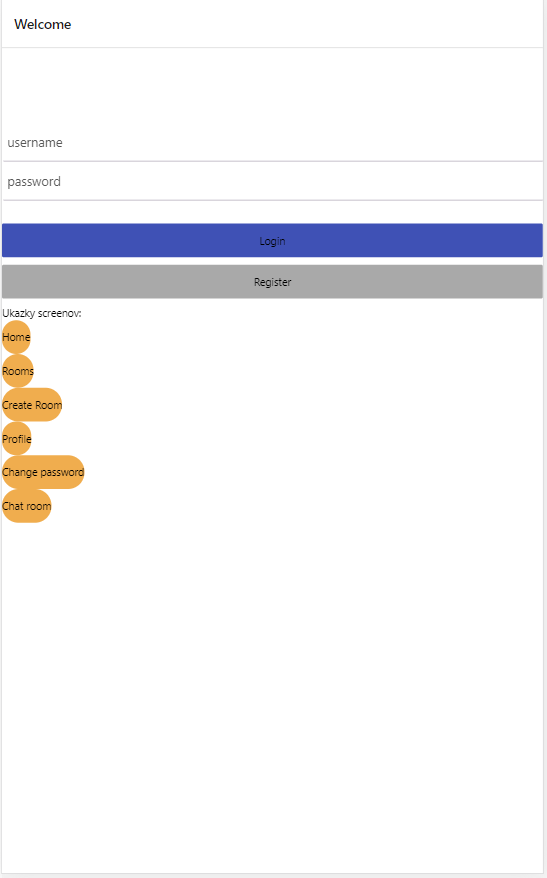 Welcome
username
password
Login
Register
Ukazky screenov:
Home
Rooms
Create Room
Profile
Change password
Chat room